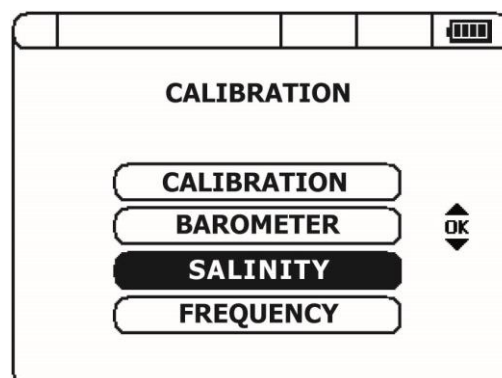 CALIBRATION
CALIBRATION
BAROMETER
OK
SALINITY
FREQUENCY